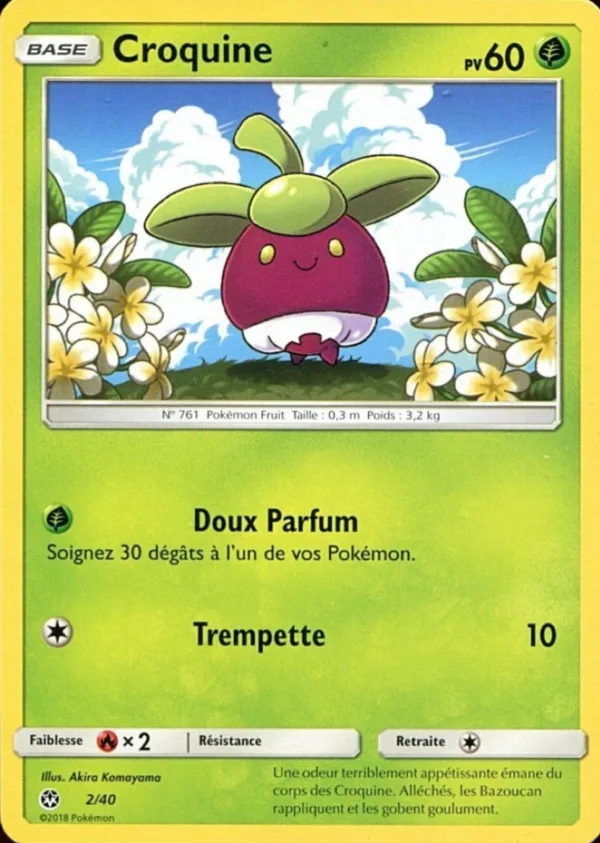 BASE Croquine PV60
N° 761 Pokémon Fruit Taille : 0,3 m Poids : 3,2 kg
Doux Parfum
Soignez 30 dégâts à l'un de vos Pokémon.
Trempette 10
Faiblesse ×2 Résistance Retraite
Illus. Akira Komayama
2/40
©2018 Pokémon
Une odeur terriblement appétissante émane du
corps des Croquine. Alléchés, les Bazoucan
rappliquent et les gobent goulument.